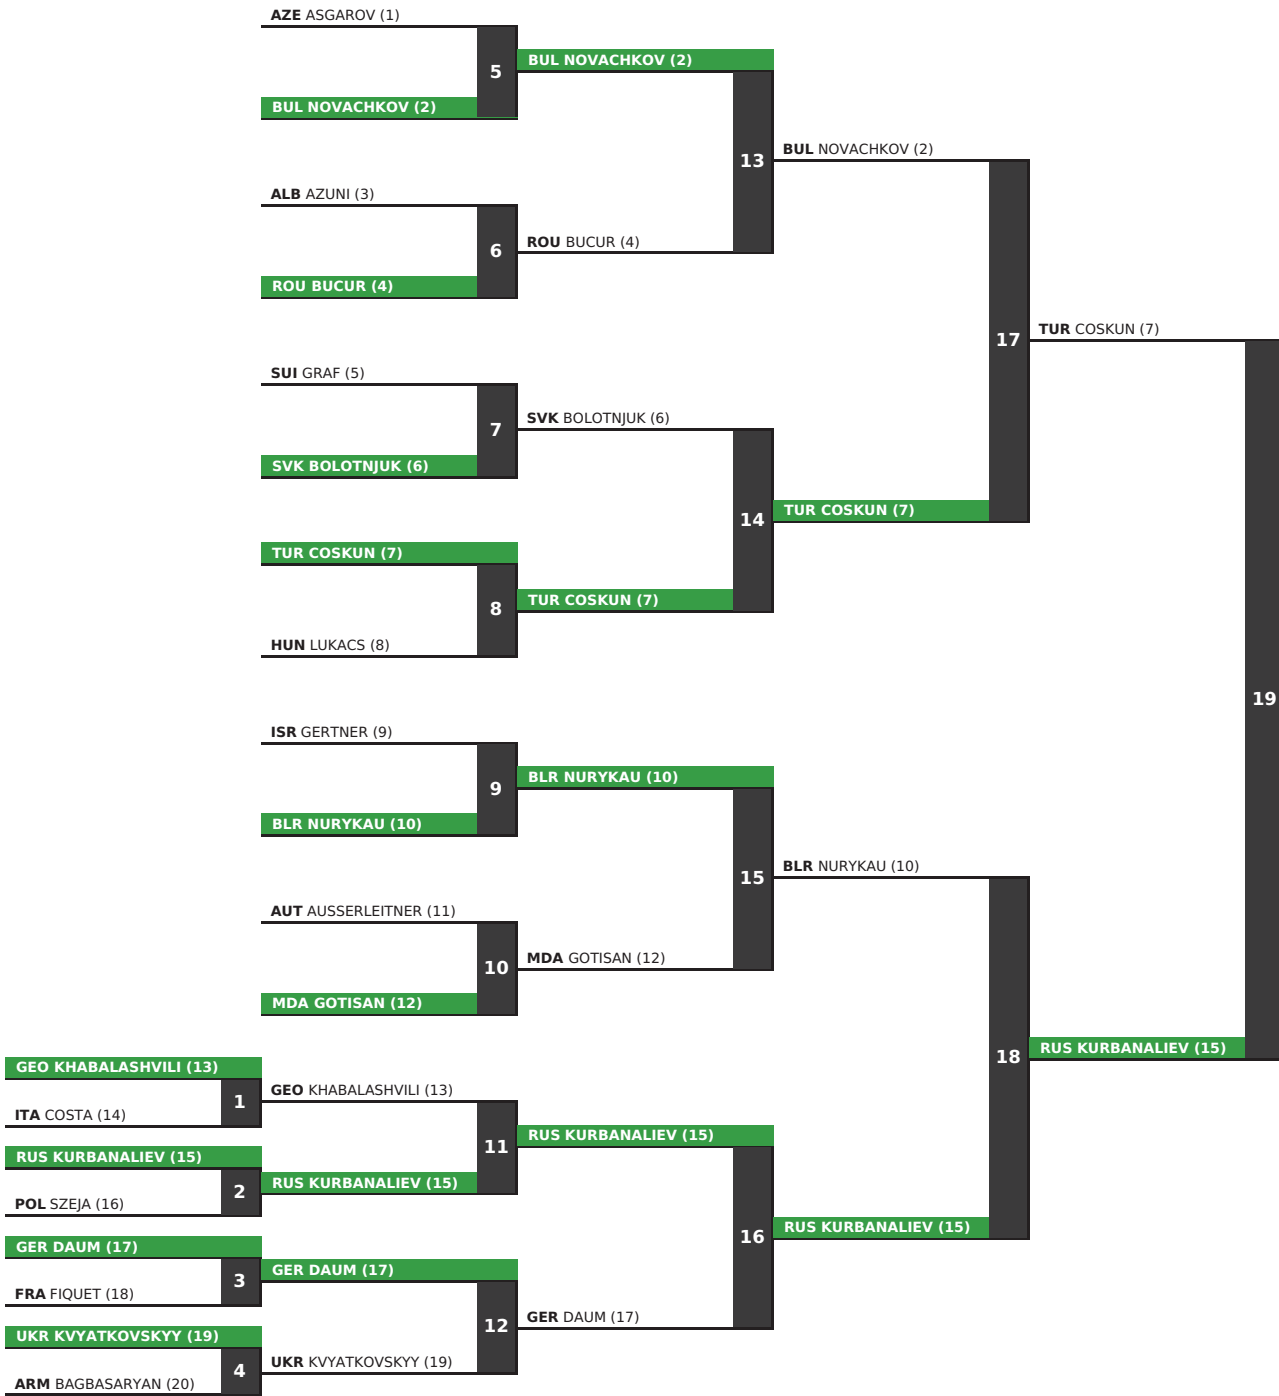 AZE ASGAROV (1)
5
BUL NOVACHKOV (2)
BUL NOVACHKOV (2)
13
BUL NOVACHKOV (2)
ALB AZUNI (3)
6
ROU BUCUR (4)
ROU BUCUR (4)
17
TUR COSKUN (7)
SUI GRAF (5)
7
SVK BOLOTNJUK (6)
SVK BOLOTNJUK (6)
14
TUR COSKUN (7)
TUR COSKUN (7)
8
TUR COSKUN (7)
HUN LUKACS (8)
19
ISR GERTNER (9)
9
BLR NURYKAU (10)
BLR NURYKAU (10)
15
BLR NURYKAU (10)
AUT AUSSERLEITNER (11)
10
MDA GOTISAN (12)
MDA GOTISAN (12)
18
RUS KURBANALIEV (15)
GEO KHABALASHVILI (13)
1
GEO KHABALASHVILI (13)
ITA COSTA (14)
11
RUS KURBANALIEV (15)
RUS KURBANALIEV (15)
2
RUS KURBANALIEV (15)
POL SZEJA (16)
16
RUS KURBANALIEV (15)
GER DAUM (17)
3
GER DAUM (17)
FRA FIQUET (18)
12
GER DAUM (17)
UKR KVYATKOVSKYY (19)
4
UKR KVYATKOVSKYY (19)
ARM BAGBASARYAN (20)